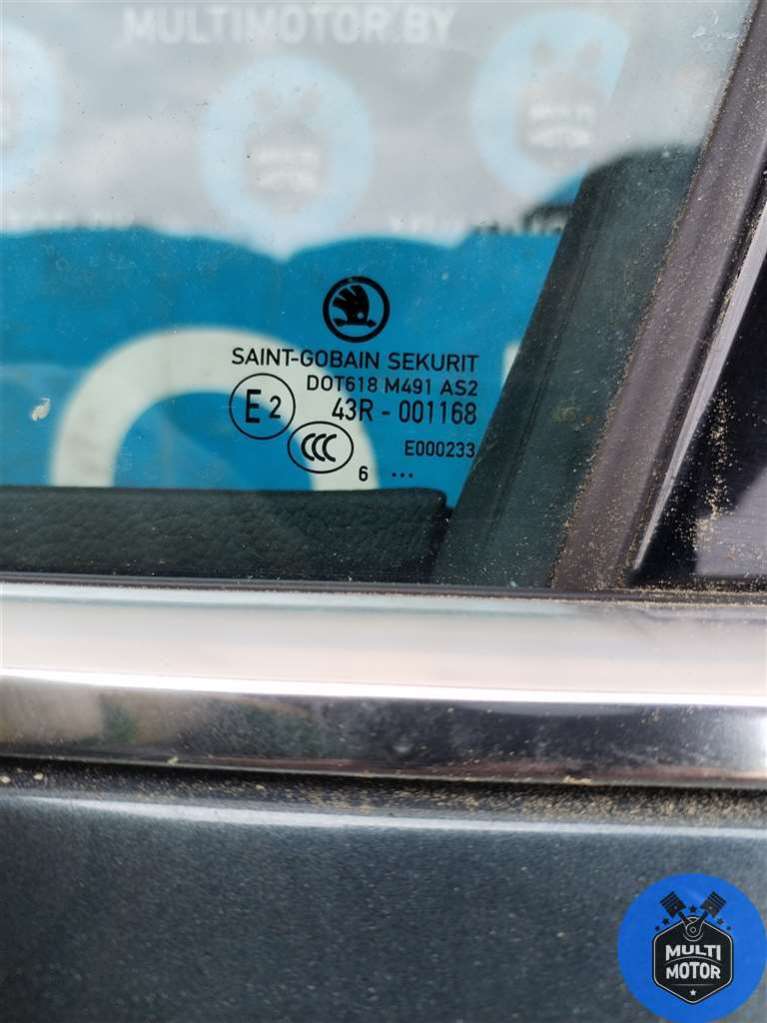 MULTIMOTOR.BY
SAINT-GOBAIN SEKURIT
DOT618 M491 AS2
E2 43R - 001168
CCC E000233
6 ...
MULTI
MOTOR